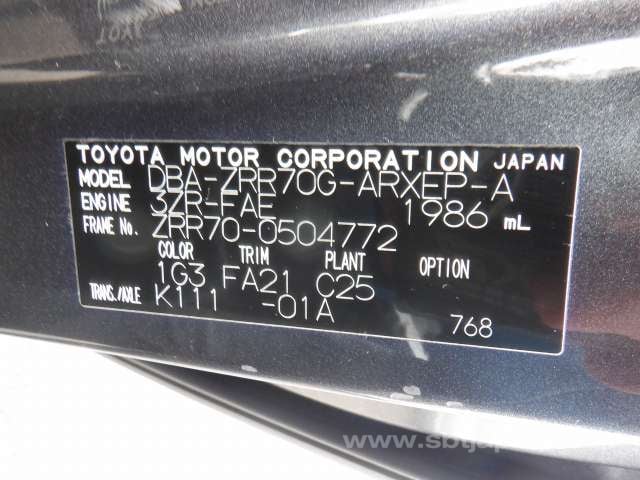 TOYOTA MOTOR CORPORATION JAPAN
MODEL DBA-ZRR70G-ARXEP-A
ENGINE 3ZR-FAE 1986 mL
FRAME No. ZRR70-0504772
COLOR TRIM PLANT OPTION
1G3 FA21 C25
TRANS./AXLE K111 -01A
768
www.sbtjapan